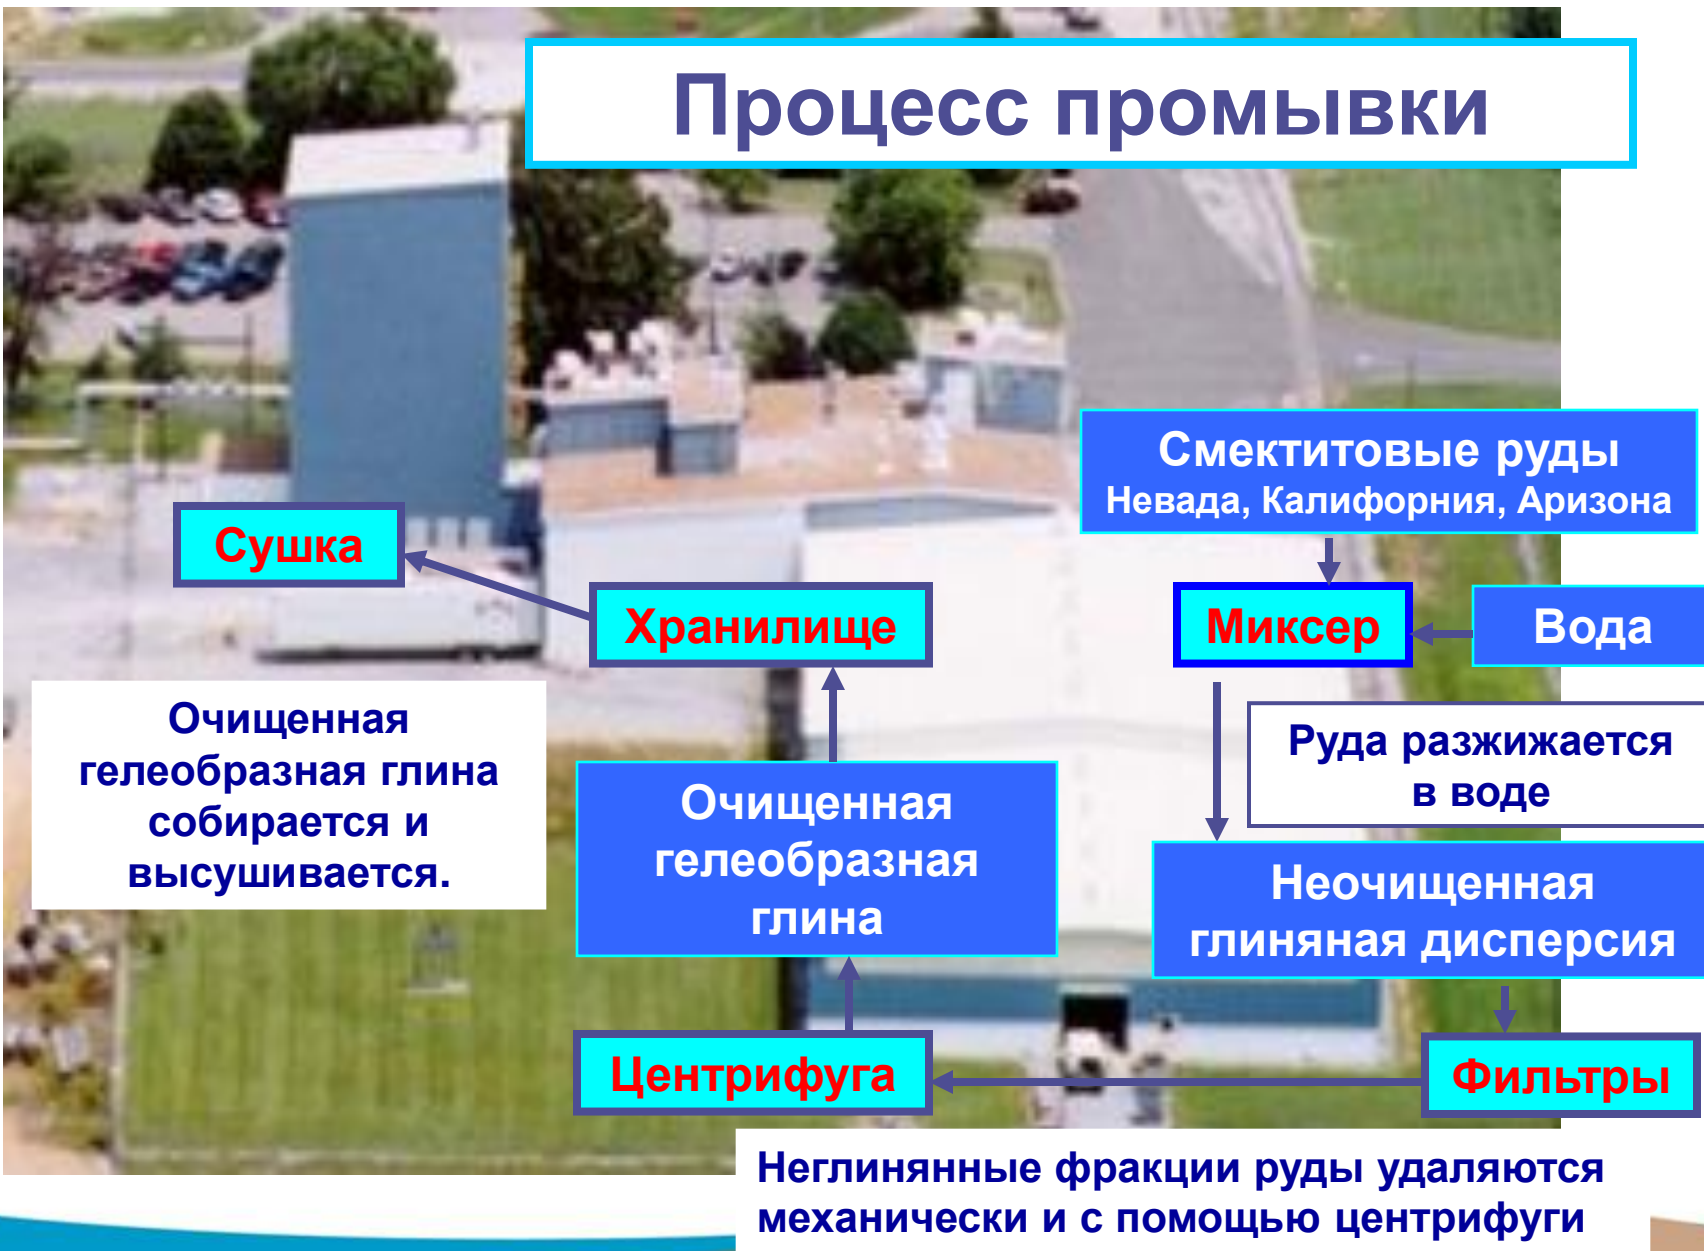 Процесс промывки
Смектитовые руды
Невада, Калифорния, Аризона
Миксер
Вода
Руда разжижается
в воде
Неочищенная
глиняная дисперсия
Фильтры
Неглинянные фракции руды удаляются
механически и с помощью центрифуги
Центрифуга
Очищенная
гелеобразная
глина
Хранилище
Сушка
Очищенная
гелеобразная глина
собирается и
высушивается.